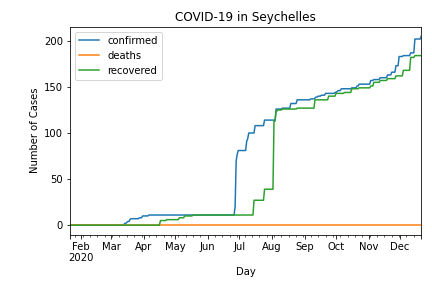 COVID-19 in Seychelles
confirmed
deaths
recovered
Number of Cases
200
150
100
50
0
Feb Mar Apr May Jun Jul Aug Sep Oct Nov Dec
2020
Day